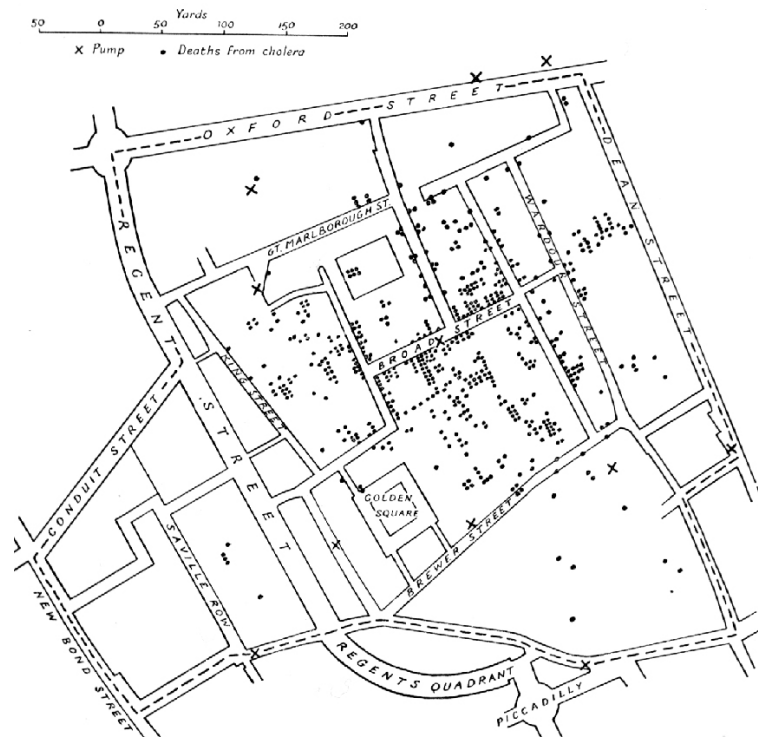 Yards
50 0 50 100 150 200
x Pump • Deaths from cholera
OXFORD STREET
REGENT STREET
GT. MARLBOROUGH ST.
WARDOUR STREET
DEAN STREET
BROAD STREET
KING STREET
CONDUIT STREET
GOLDEN
SQUARE
SAVILLE ROW
BREWER STREET
NEW BOND STREET
REGENTS QUADRANT
PICCADILLY